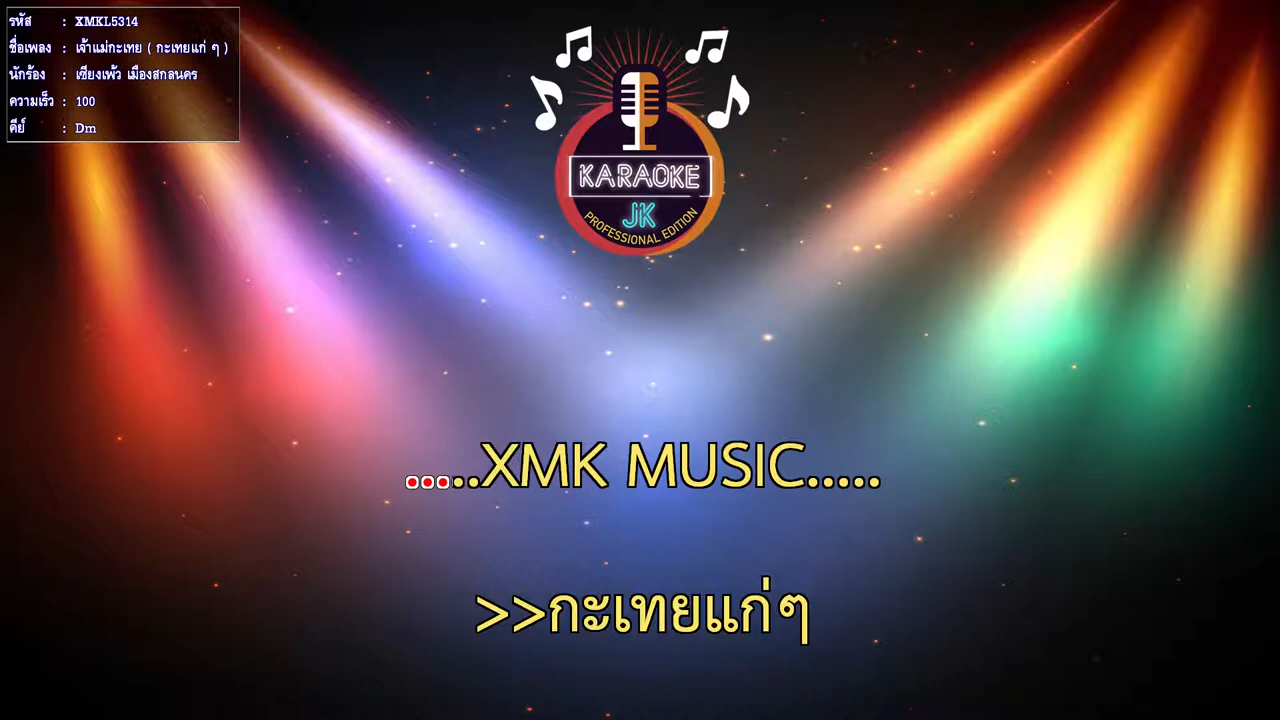 รหัส : XMKL5314
ชื่อเพลง : เจ้าแม่กะเทย ( กะเทยแก่ ๆ )
นักร้อง : เซียงเพ้ว เมืองสกลนคร
ความเร็ว : 100
คีย์ : Dm
KARAOKE
JK
PROFESSIONAL EDITION
.....XMK MUSIC.....
>>กะเทยแก่ๆ